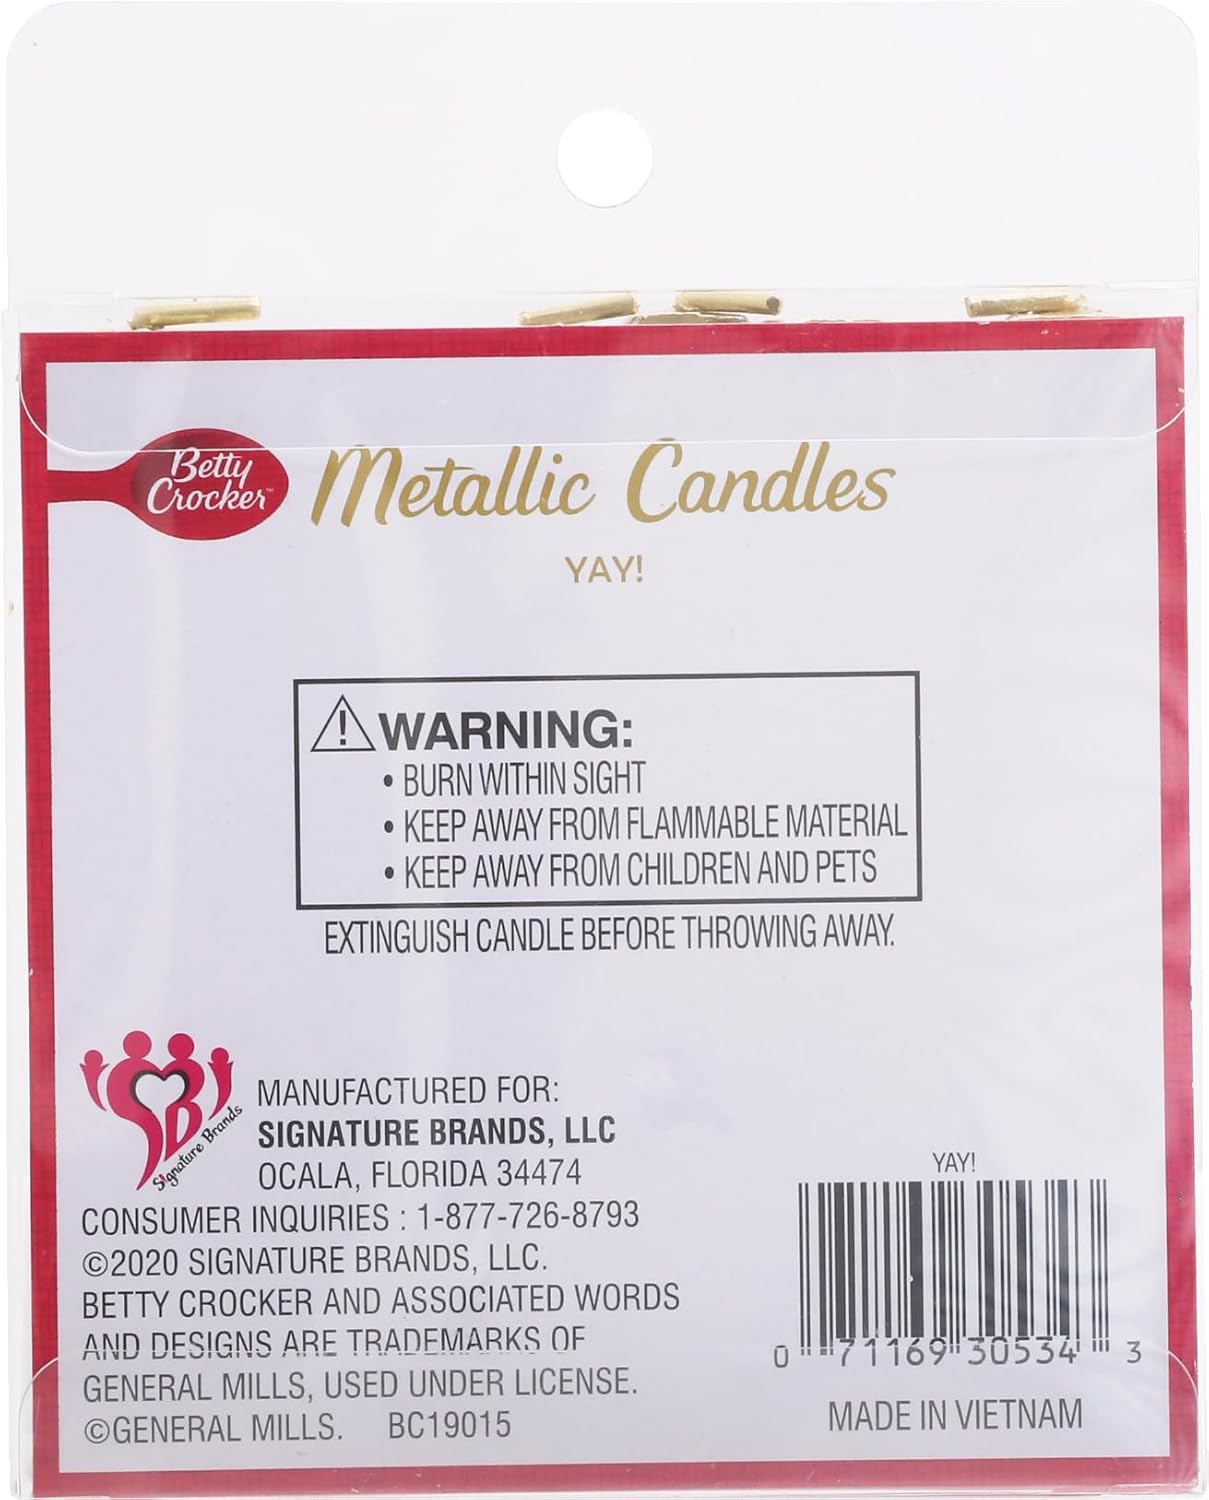 Betty
Crocker™
Metallic Candles
YAY!
! WARNING:
• BURN WITHIN SIGHT
• KEEP AWAY FROM FLAMMABLE MATERIAL
• KEEP AWAY FROM CHILDREN AND PETS
EXTINGUISH CANDLE BEFORE THROWING AWAY.
SB
Signature Brands
MANUFACTURED FOR:
SIGNATURE BRANDS, LLC
OCALA, FLORIDA 34474
CONSUMER INQUIRIES : 1-877-726-8793
©2020 SIGNATURE BRANDS, LLC.
BETTY CROCKER AND ASSOCIATED WORDS
AND DESIGNS ARE TRADEMARKS OF
GENERAL MILLS, USED UNDER LICENSE.
©GENERAL MILLS. BC19015
YAY!
0 71169 30534 3
MADE IN VIETNAM